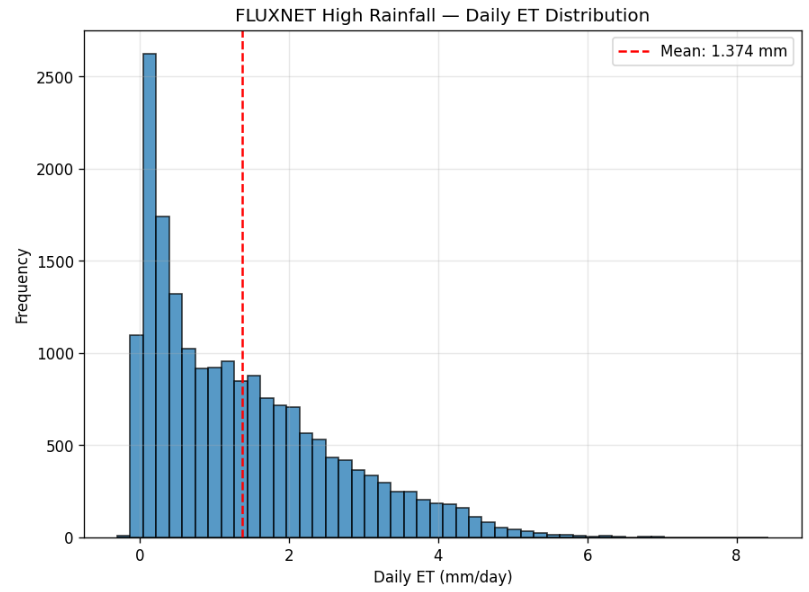 FLUXNET High Rainfall — Daily ET Distribution
Mean: 1.374 mm
Frequency
2500
2000
1500
1000
500
0
0 2 4 6 8
Daily ET (mm/day)